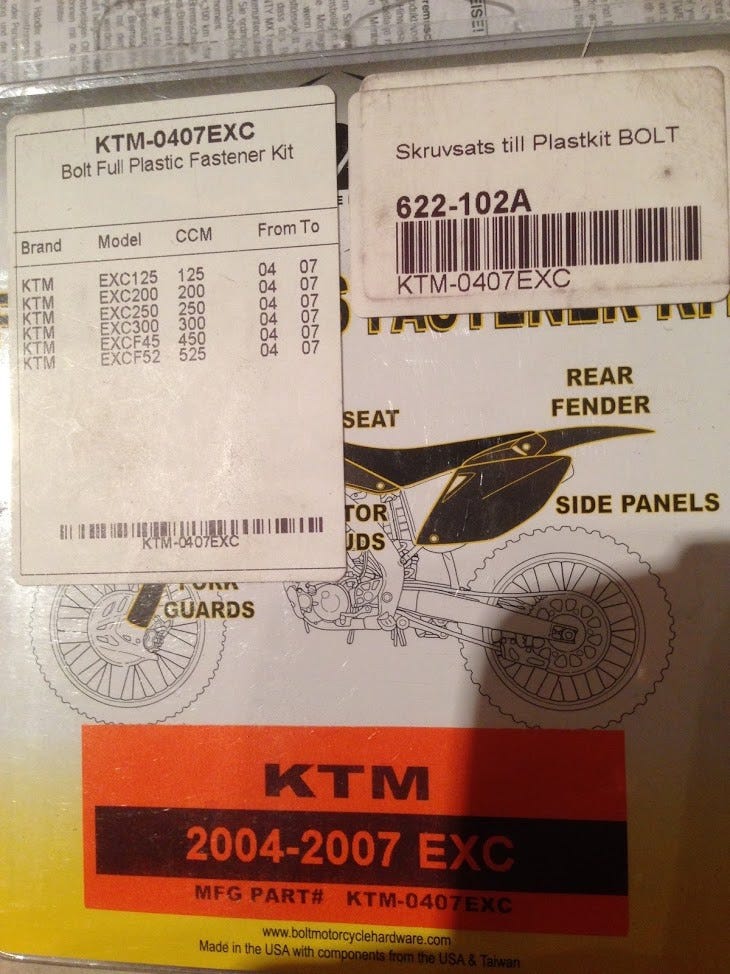 KTM-0407EXC
Bolt Full Plastic Fastener Kit
Brand Model CCM From To
KTM EXC125 125 04 07
KTM EXC200 200 04 07
KTM EXC250 250 04 07
KTM EXC300 300 04 07
KTM EXCF45 450 04 07
KTM EXCF52 525 04 07
KTM-0407EXC
Skruvsats till Plastkit BOLT
622-102A
KTM-0407EXC
FASTENER
REAR
FENDER
SEAT
SIDE PANELS
FORK
GUARDS
KTM
2004-2007 EXC
MFG PART# KTM-0407EXC
www.boltmotorcyclehardware.com
Made in the USA with components from the USA & Taiwan